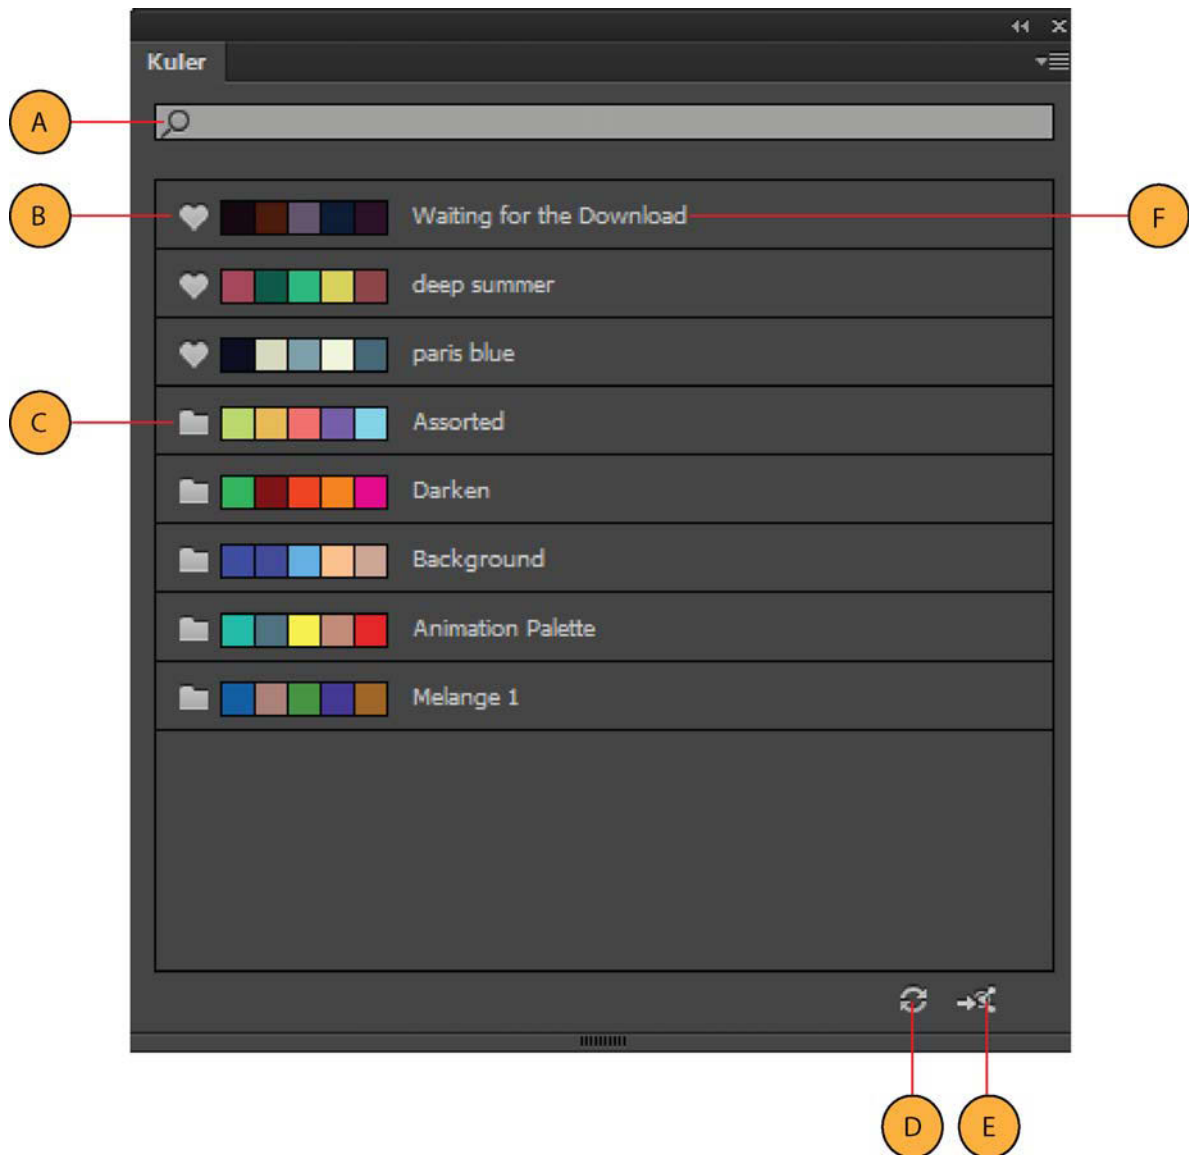 Kuler
A
B
Waiting for the Download
F
deep summer
paris blue
C
Assorted
Darken
Background
Animation Palette
Melange 1
D
E